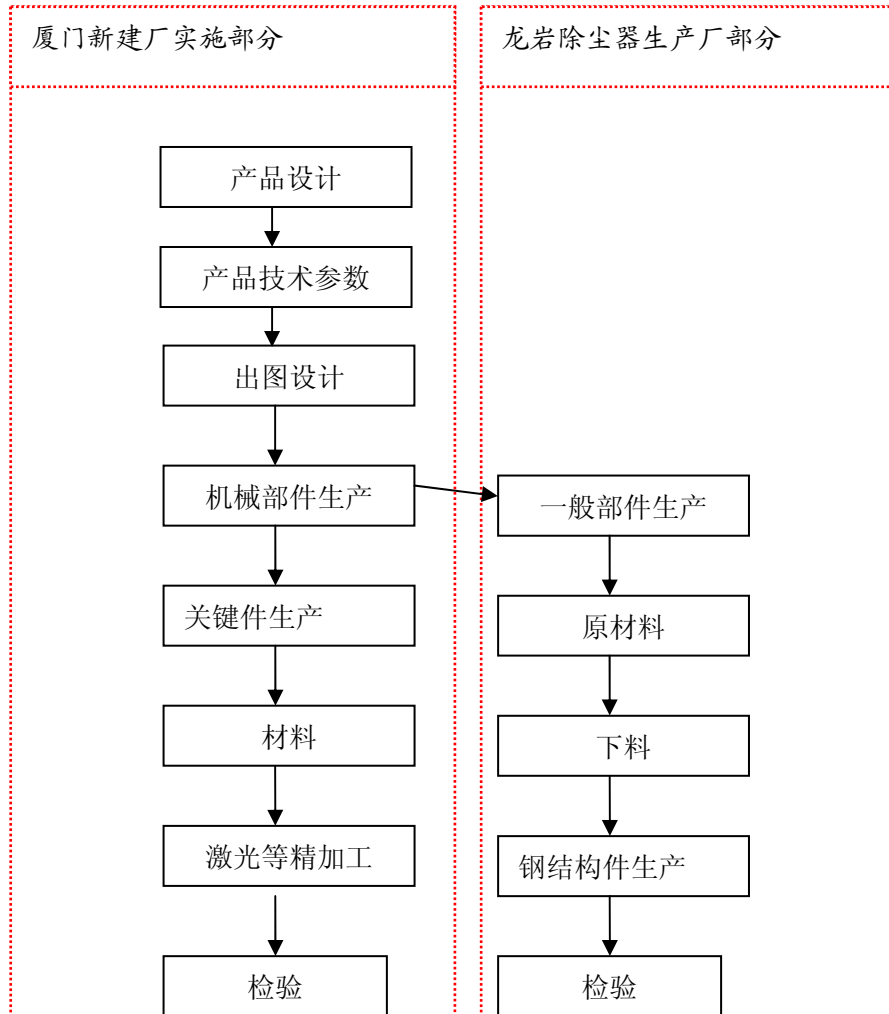 厦门新建厂实施部分
龙岩除尘器生产厂部分
产品设计
产品技术参数
出图设计
机械部件生产
一般部件生产
关键件生产
原材料
材料
下料
激光等精加工
钢结构件生产
检验
检验